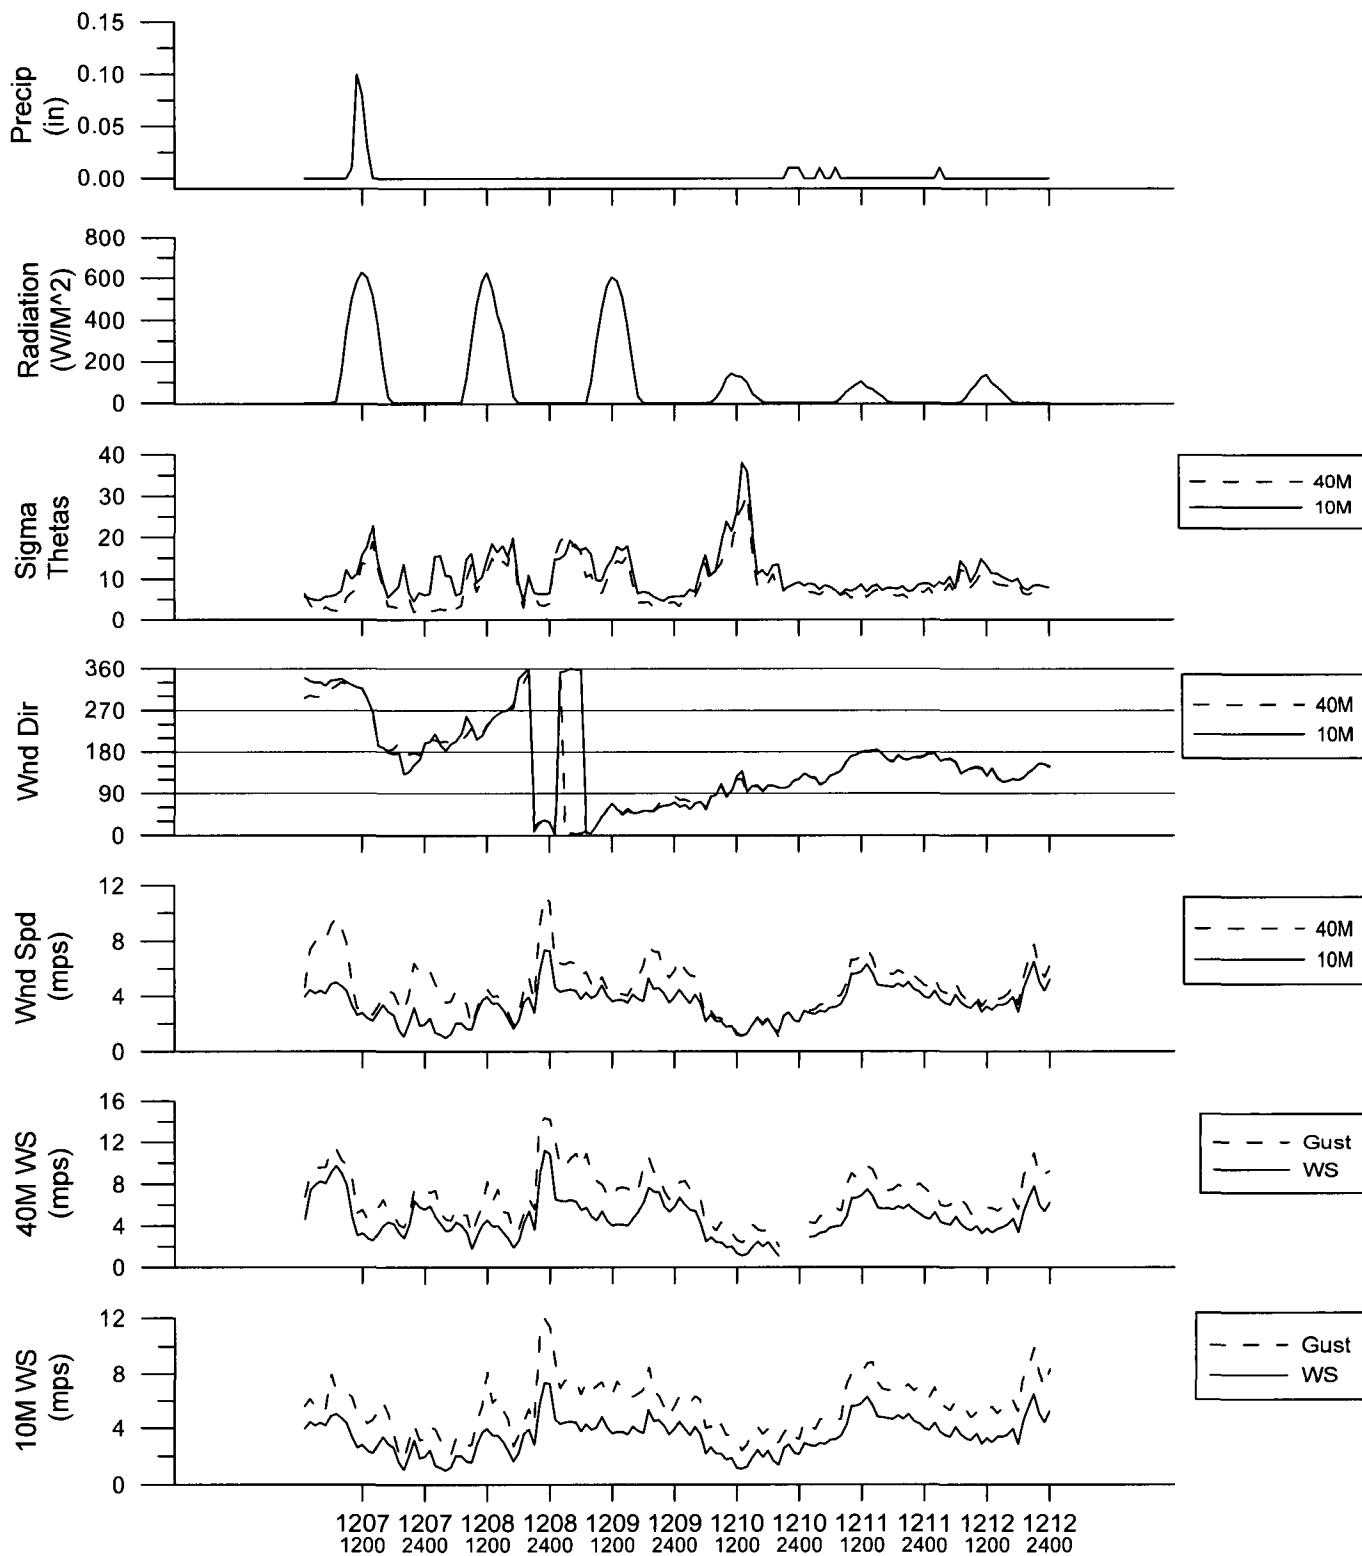 0.15
0.10
0.05
0.00
Precip
(in)
800
600
400
200
0
Radiation
(W/M^2)
40
30
20
10
0
Sigma
Thetas
40M
10M
360
270
180
90
0
Wnd Dir
40M
10M
12
8
4
0
Wnd Spd
(mps)
40M
10M
16
12
8
4
0
40M WS
(mps)
Gust
WS
12
8
4
0
10M WS
(mps)
Gust
WS
1207 1207 1208 1208 1209 1209 1210 1210 1211 1211 1212 1212
1200 2400 1200 2400 1200 2400 1200 2400 1200 2400 1200 2400